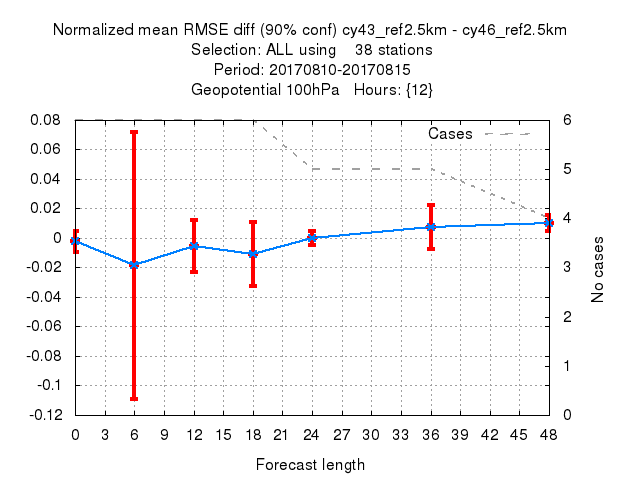 Normalized mean RMSE diff (90% conf) cy43_ref2.5km - cy46_ref2.5km
Selection: ALL using    38 stations
Period: 20170810-20170815
Geopotential 100hPa   Hours: {12}
Cases
0.08
0.06
0.04
0.02
0
-0.02
-0.04
-0.06
-0.08
-0.1
-0.12
6
5
4
3
2
1
0
No cases
0 3 6 9 12 15 18 21 24 27 30 33 36 39 42 45 48
Forecast length